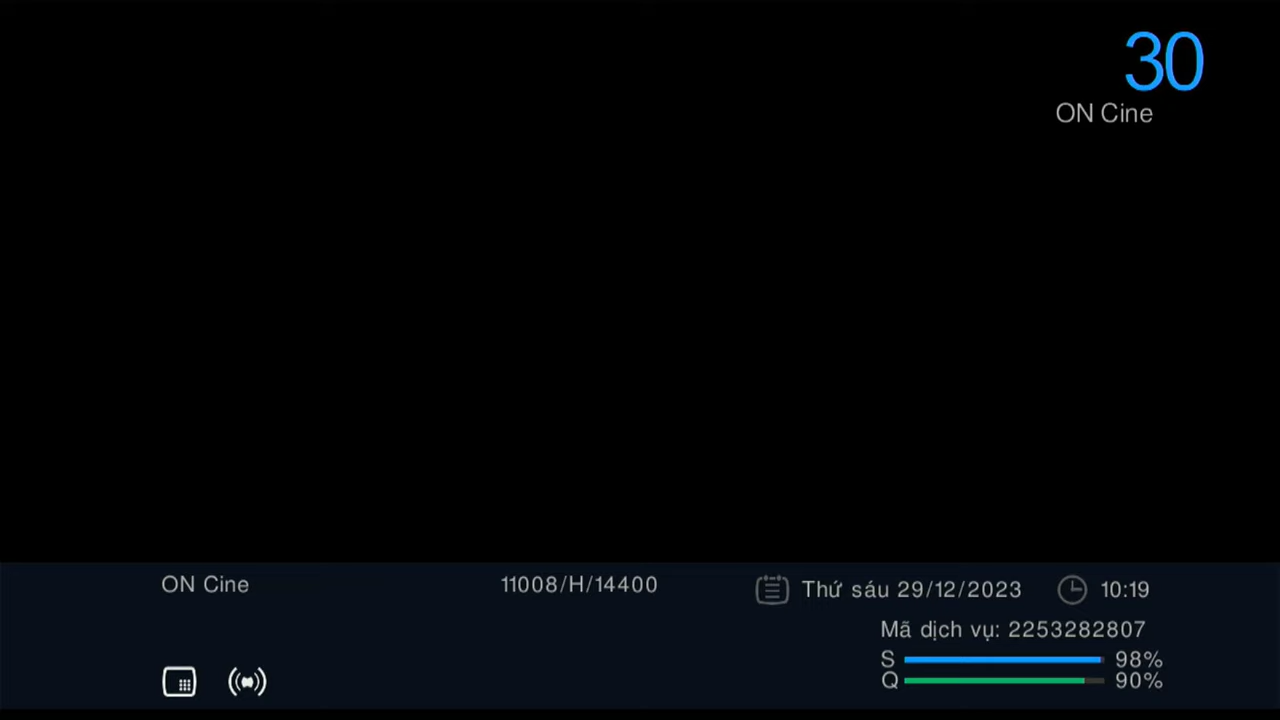 30
ON Cine
ON Cine
11008/H/14400
Thứ sáu 29/12/2023
10:19
Mã dịch vụ: 2253282807
S 98%
Q 90%